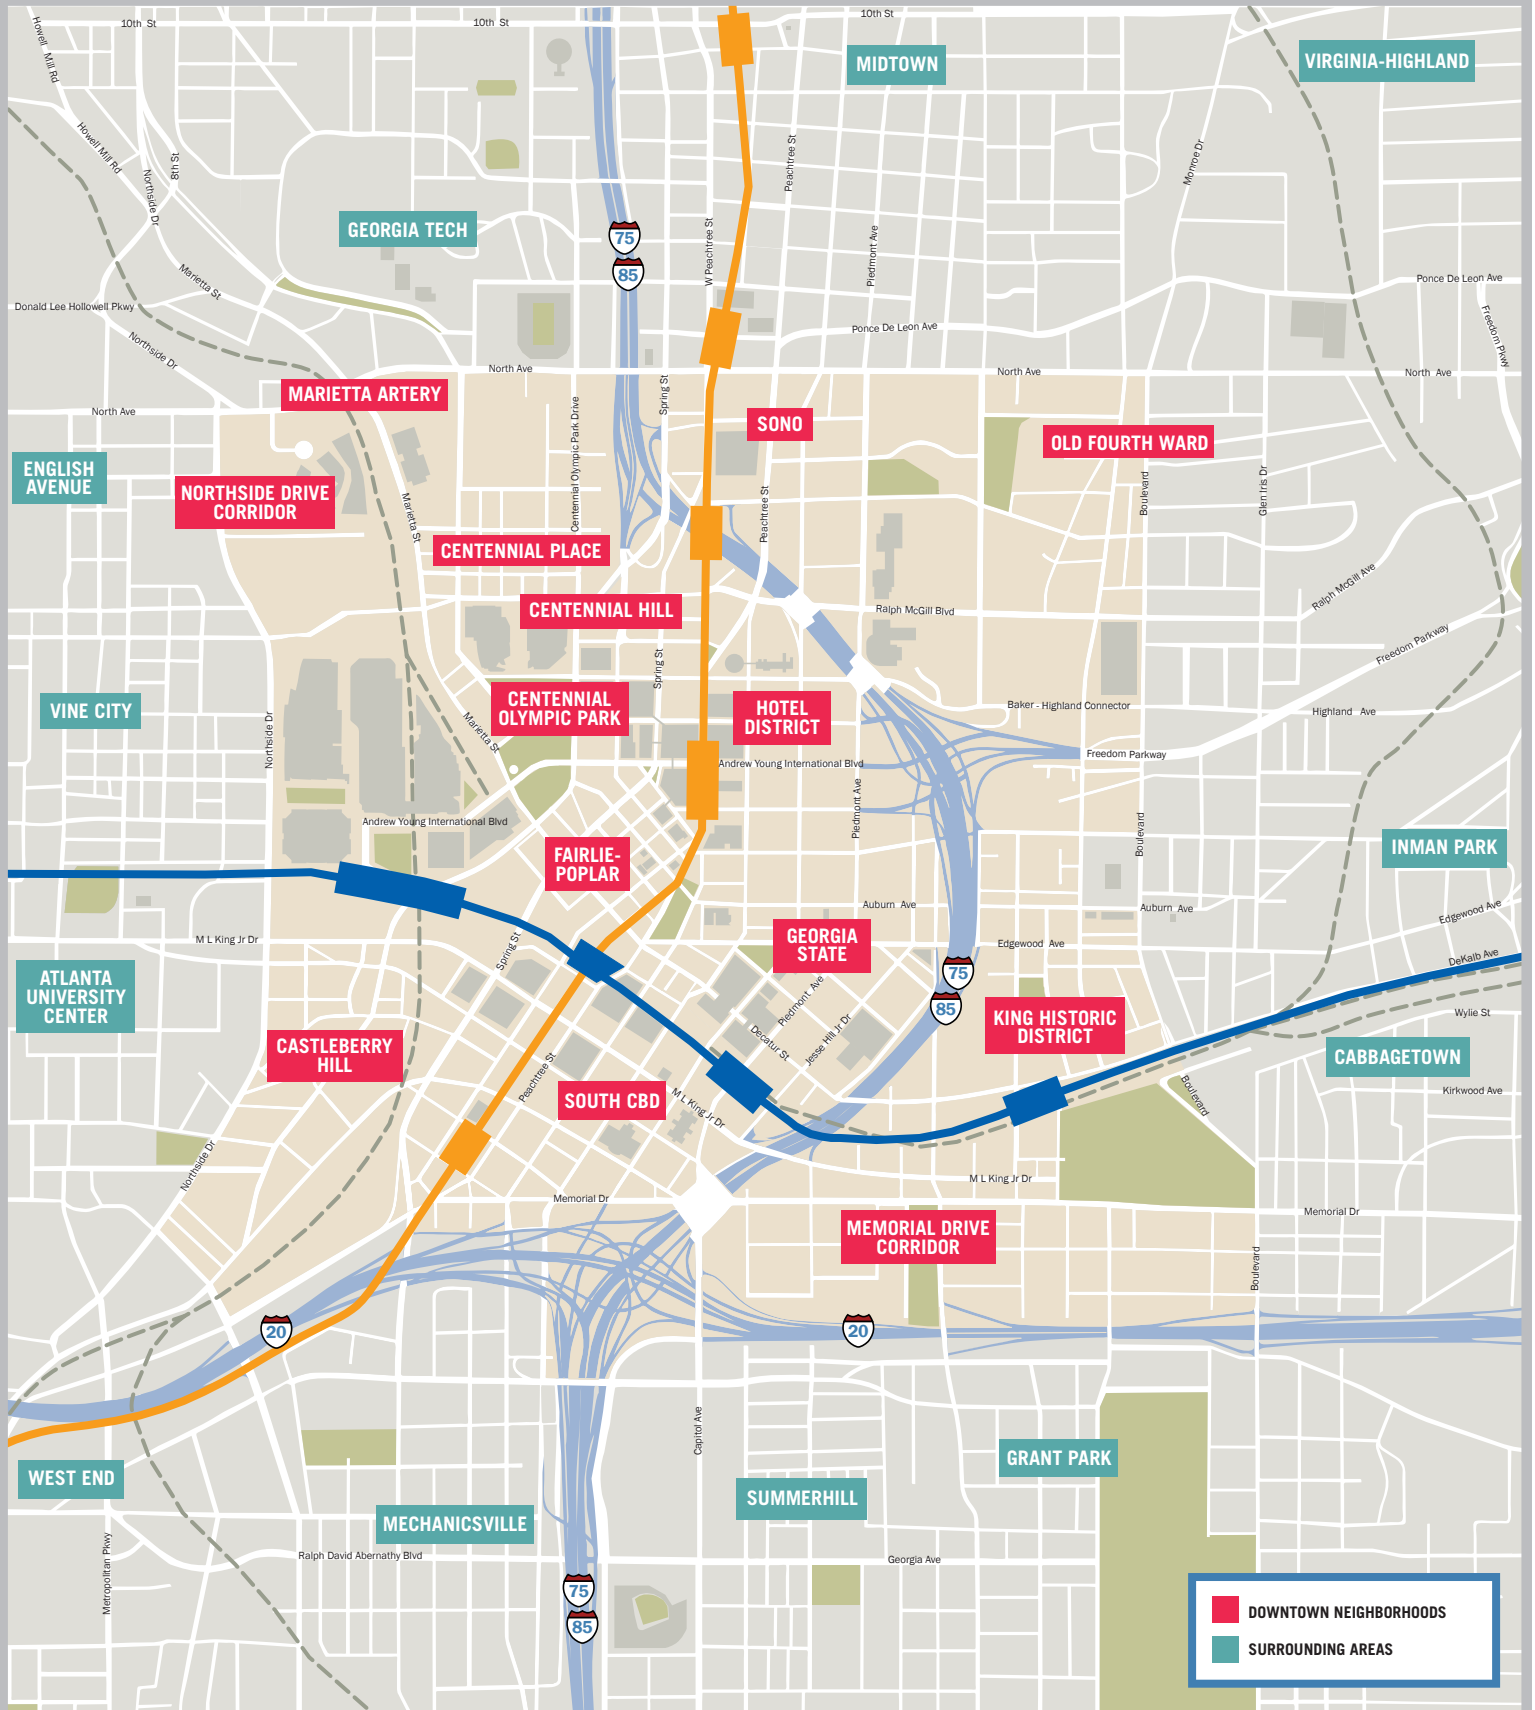 10th St
10th St
10th St
Howell Mill Rd
MIDTOWN
VIRGINIA-HIGHLAND
Howell Mill Rd
8th St
Northside Dr
Peachtree St
Monroe Dr
GEORGIA TECH
75
85
W Peachtree St
Piedmont Ave
Marietta St
Donald Lee Hollowell Pkwy
Ponce De Leon Ave
Ponce De Leon Ave
Freedom Pkwy
Northside Dr
North Ave
North Ave
North Ave
MARIETTA ARTERY
Spring St
North Ave
Centennial Olympic Park Drive
SONO
OLD FOURTH WARD
ENGLISH
AVENUE
NORTHSIDE DRIVE
CORRIDOR
Marietta St
Peachtree St
Boulevard
Glen Iris Dr
CENTENNIAL PLACE
CENTENNIAL HILL
Ralph McGill Blvd
Ralph McGill Ave
Freedom Parkway
Spring St
VINE CITY
Northside Dr
Marietta St
CENTENNIAL
OLYMPIC PARK
HOTEL
DISTRICT
Baker - Highland Connector
Highland Ave
Andrew Young International Blvd
Freedom Parkway
Piedmont Ave
Andrew Young International Blvd
Boulevard
INMAN PARK
FAIRLIE-
POPLAR
Auburn Ave
Auburn Ave
Edgewood Ave
M L King Jr Dr
Spring St
GEORGIA
STATE
Edgewood Ave
DeKalb Ave
75
85
ATLANTA
UNIVERSITY
CENTER
Piedmont Ave
Decatur St
Jesse Hill Jr Dr
KING HISTORIC
DISTRICT
Wylie St
CASTLEBERRY
HILL
CABBAGETOWN
Peachtree St
SOUTH CBD
M L King Jr Dr
Boulevard
Kirkwood Ave
Northside Dr
M L King Jr Dr
Memorial Dr
Memorial Dr
MEMORIAL DRIVE
CORRIDOR
Boulevard
20
20
Capitol Ave
WEST END
GRANT PARK
SUMMERHILL
MECHANICSVILLE
Metropolitan Pkwy
Ralph David Abernathy Blvd
Georgia Ave
75
85
DOWNTOWN NEIGHBORHOODS
SURROUNDING AREAS